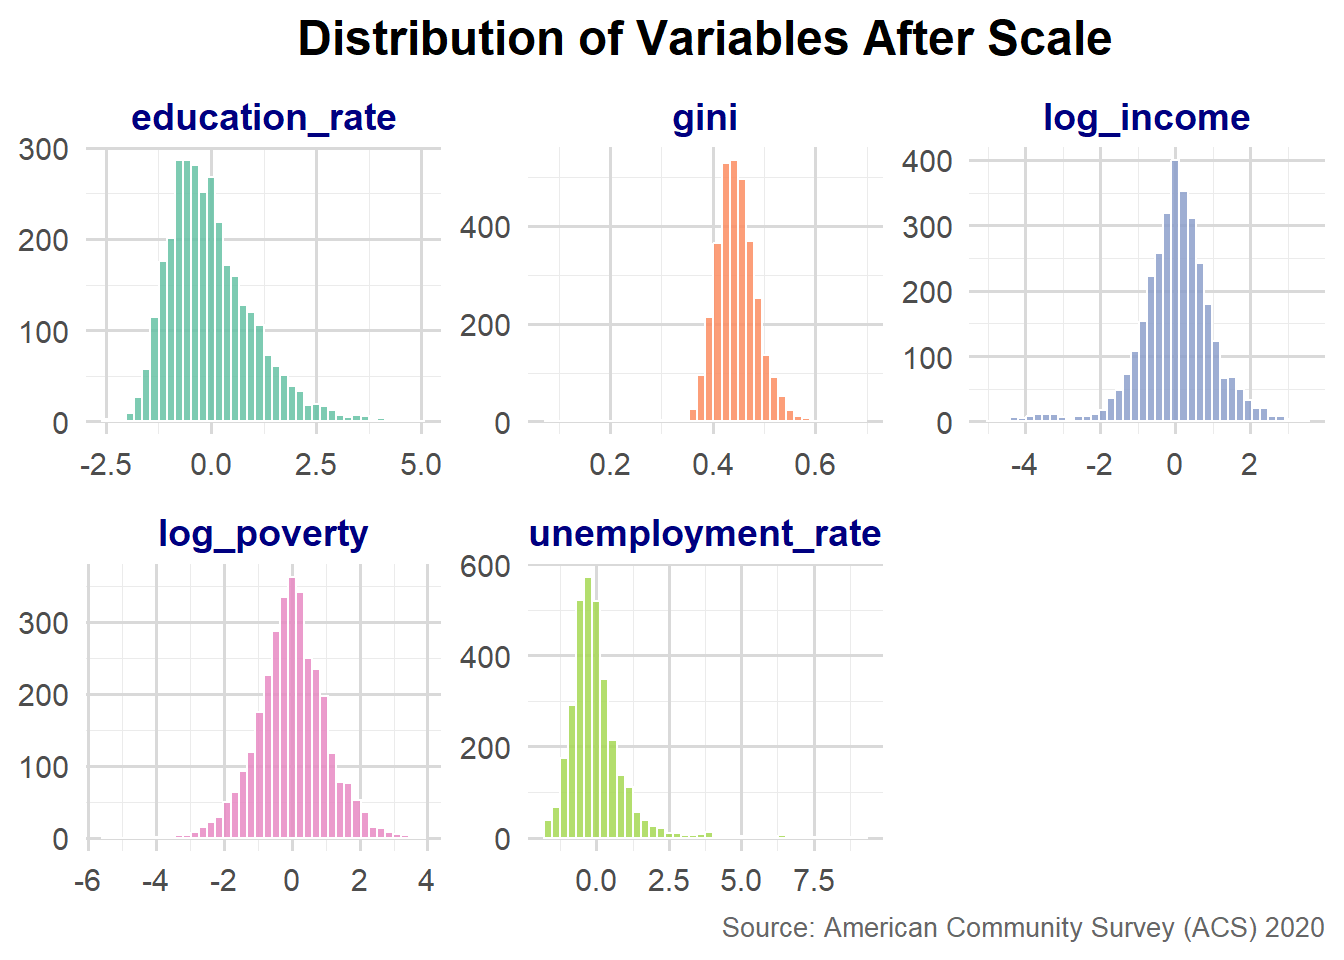 Distribution of Variables After Scale
education_rate gini log_income
300
200
100
0
-2.5 0.0 2.5 5.0
400
200
0
0.2 0.4 0.6
400
300
200
100
0
-4 -2 0 2
log_poverty unemployment_rate
300
200
100
0
-6 -4 -2 0 2 4
600
400
200
0
0.0 2.5 5.0 7.5
Source: American Community Survey (ACS) 2020